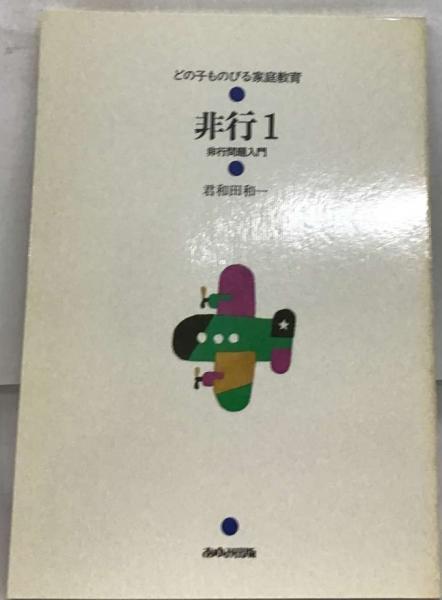 どの子ものびる家庭教育
非行1
非行問題入門
君和田和一
あゆみ出版